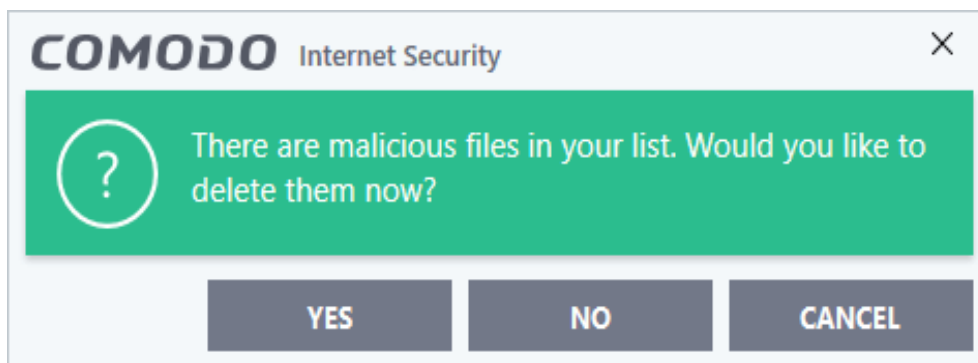 COMODO Internet Security
There are malicious files in your list. Would you like to
delete them now?
YES NO CANCEL